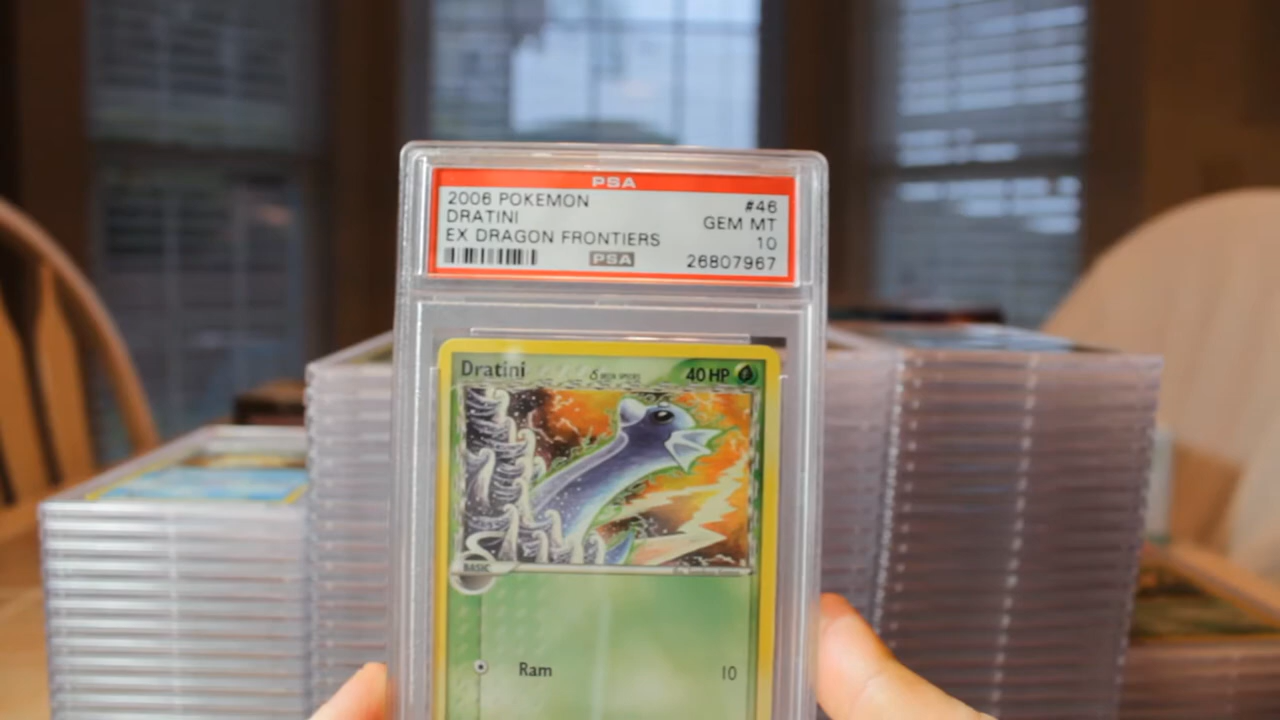 PSA
2006 POKEMON #46
DRATINI GEM MT
EX DRAGON FRONTIERS 10
PSA 26807967
Dratini δ 40 HP
BASIC
Ram 10